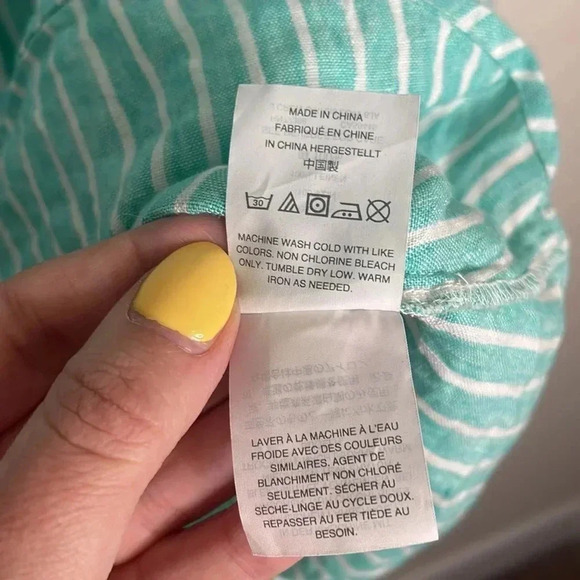 MADE IN CHINA
FABRIQUÉ EN CHINE
IN CHINA HERGESTELLT
中国製
30
MACHINE WASH COLD WITH LIKE
COLORS. NON CHLORINE BLEACH
ONLY. TUMBLE DRY LOW. WARM
IRON AS NEEDED.
LAVER À LA MACHINE À L'EAU
FROIDE AVEC DES COULEURS
SIMILAIRES. AGENT DE
BLANCHIMENT NON CHLORÉ
SEULEMENT. SÉCHER AU
SÈCHE-LINGE AU CYCLE DOUX.
REPASSER AU FER TIÈDE AU
BESOIN.